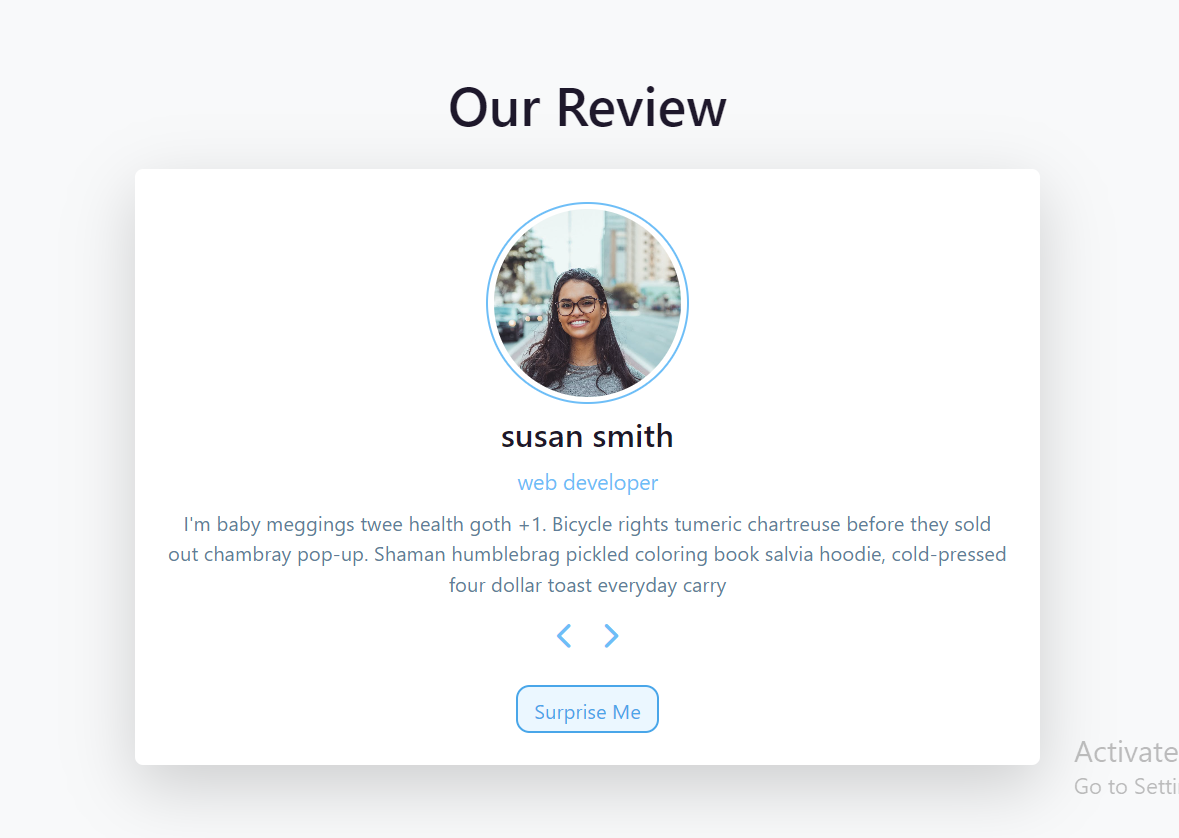 Our Review
susan smith
web developer
I'm baby meggings twee health goth +1. Bicycle rights tumeric chartreuse before they sold
out chambray pop-up. Shaman humblebrag pickled coloring book salvia hoodie, cold-pressed
four dollar toast everyday carry
Surprise Me
Activate
Go to Setti